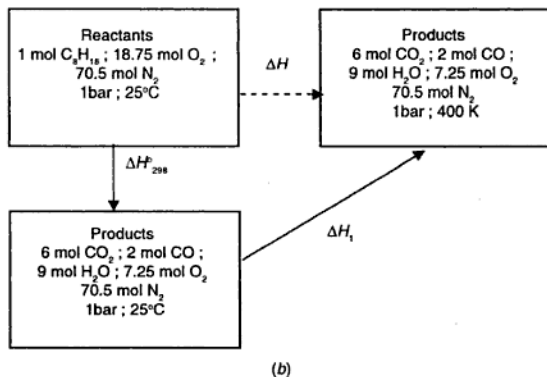 Reactants
1 mol C₈H₁₈ ; 18.75 mol O₂ ;
70.5 mol N₂
1bar ; 25°C
ΔH
Products
6 mol CO₂ ; 2 mol CO ;
9 mol H₂O ; 7.25 mol O₂
70.5 mol N₂
1bar ; 400 K
ΔH°₂₉₈
Products
6 mol CO₂ ; 2 mol CO ;
9 mol H₂O ; 7.25 mol O₂
70.5 mol N₂
1bar ; 25°C
ΔH₁
(b)